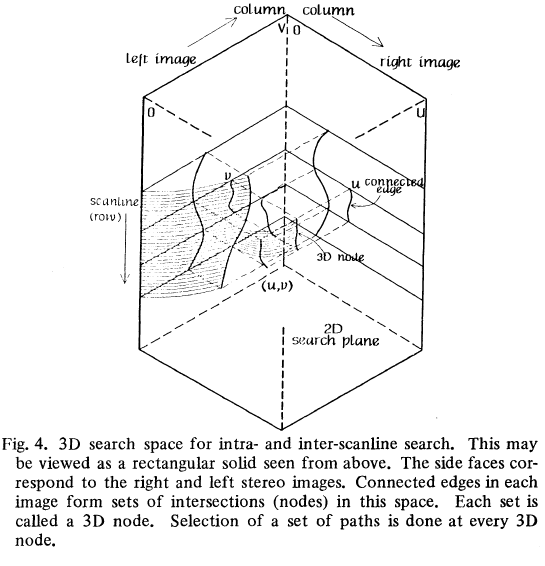 column column
V 0
left image
right image
0
U
ν
u connected
edge
scanline
(row)
3D node
(u,ν)
2D
search plane
Fig. 4. 3D search space for intra- and inter-scanline search. This may
be viewed as a rectangular solid seen from above. The side faces cor-
respond to the right and left stereo images. Connected edges in each
image form sets of intersections (nodes) in this space. Each set is
called a 3D node. Selection of a set of paths is done at every 3D
node.